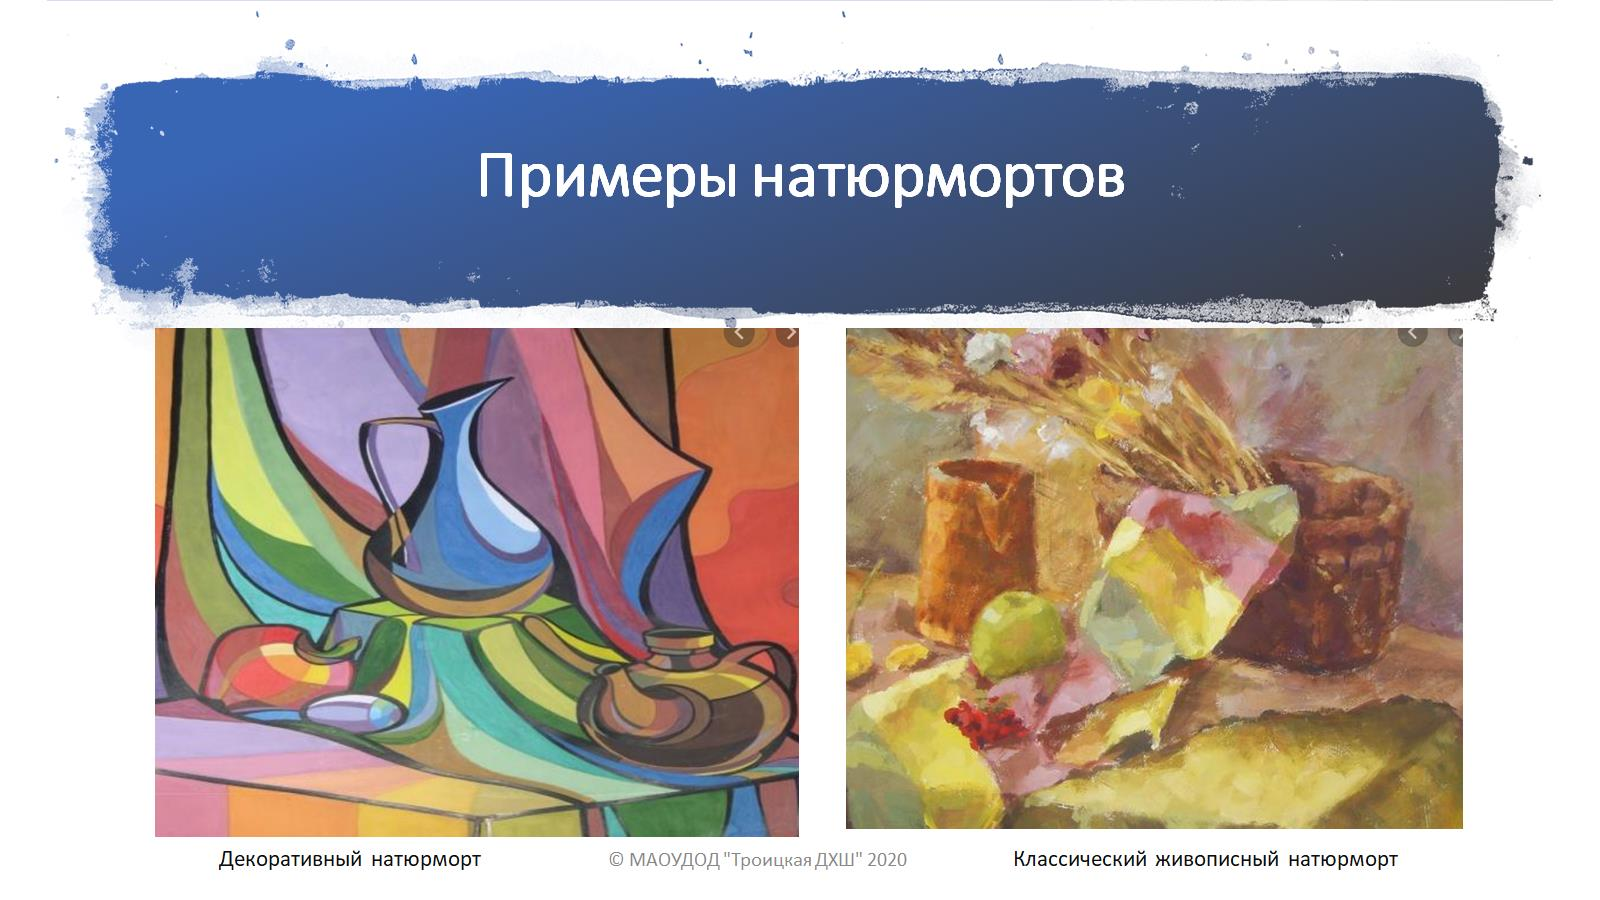 Примеры натюрмортов
Декоративный натюрморт
© МАОУДОД "Троицкая ДХШ" 2020
Классический живописный натюрморт